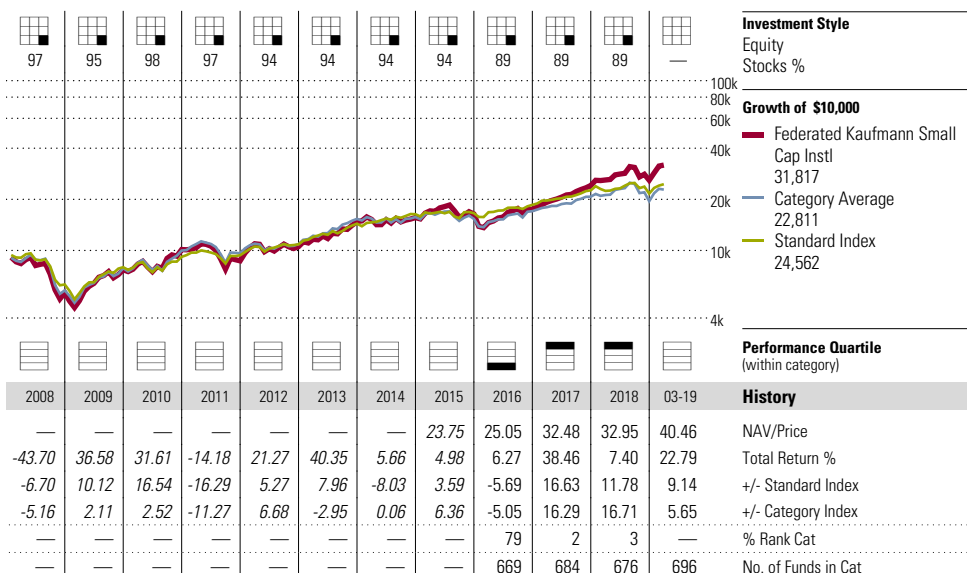 97 95 98 97 94 94 94 94 89 89 89 —
Investment Style
Equity
Stocks %
100k
80k
60k
40k
20k
10k
4k
Growth of $10,000
Federated Kaufmann Small
Cap Instl
31,817
Category Average
22,811
Standard Index
24,562
Performance Quartile
(within category)
2008 2009 2010 2011 2012 2013 2014 2015 2016 2017 2018 03-19 History
— — — — — — — 23.75 25.05 32.48 32.95 40.46 NAV/Price
-43.70 36.58 31.61 -14.18 21.27 40.35 5.66 4.98 6.27 38.46 7.40 22.79 Total Return %
-6.70 10.12 16.54 -16.29 5.27 7.96 -8.03 3.59 -5.69 16.63 11.78 9.14 +/- Standard Index
-5.16 2.11 2.52 -11.27 6.68 -2.95 0.06 6.36 -5.05 16.29 16.71 5.65 +/- Category Index
— — — — — — — — 79 2 3 — % Rank Cat
— — — — — — — — 669 684 676 696 No. of Funds in Cat